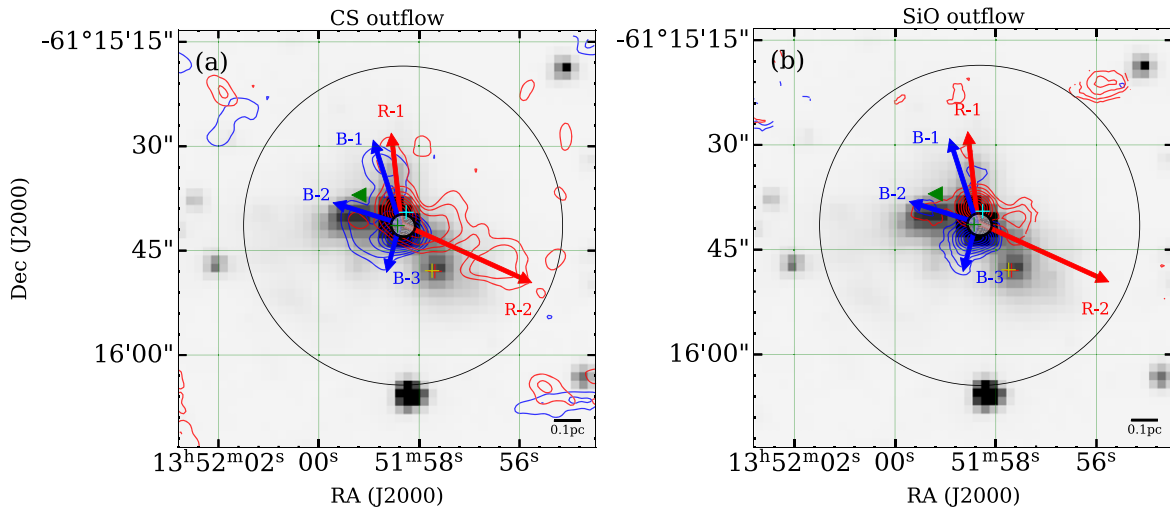 CS outflow
SiO outflow
-61°15'15"
30"
45"
16'00"
Dec (J2000)
(a)
R-1
B-1
B-2
B-3
R-2
0.1pc
13ʰ52ᵐ02ˢ
00ˢ
51ᵐ58ˢ
56ˢ
RA (J2000)
-61°15'15"
30"
45"
16'00"
(b)
R-1
B-1
B-2
B-3
R-2
0.1pc
13ʰ52ᵐ02ˢ
00ˢ
51ᵐ58ˢ
56ˢ
RA (J2000)